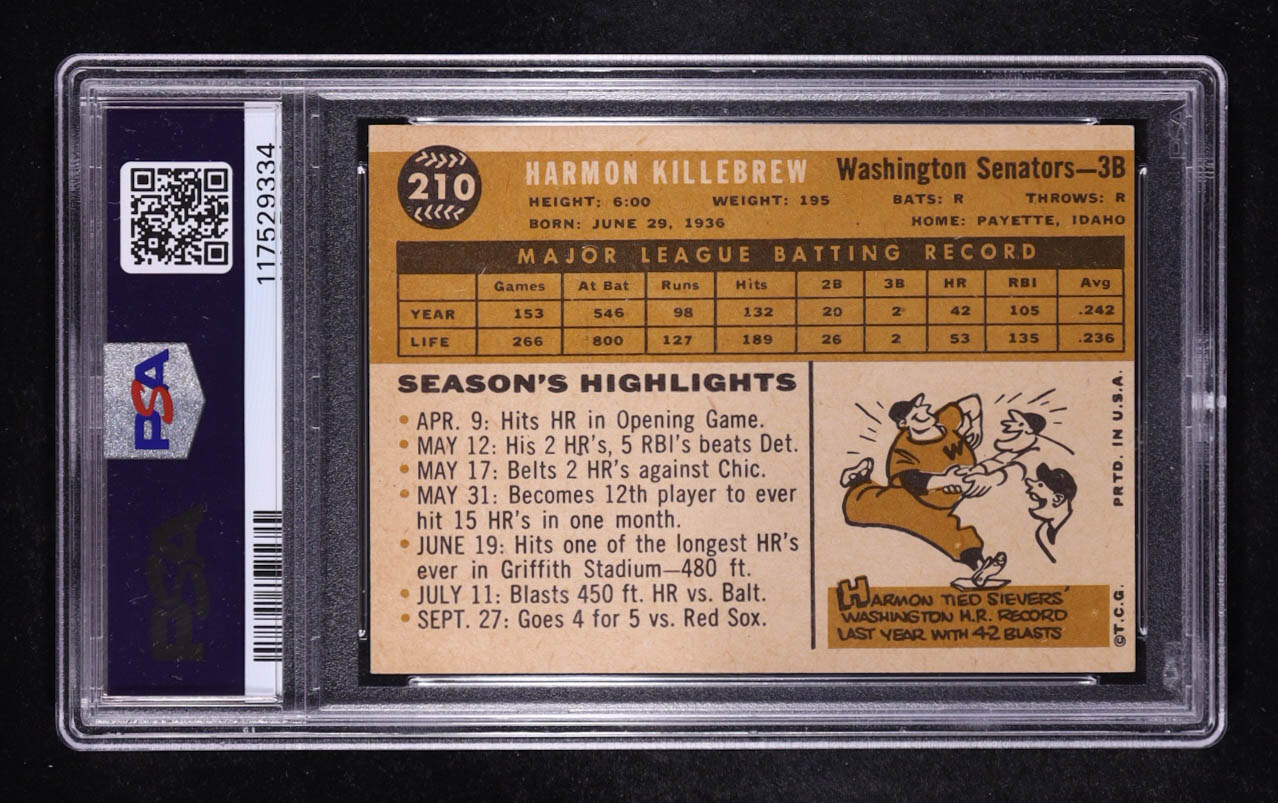 117529334
PSA
PSA
210
HARMON KILLEBREW Washington Senators—3B
HEIGHT: 6:00 WEIGHT: 195 BATS: R THROWS: R
BORN: JUNE 29, 1936 HOME: PAYETTE, IDAHO
MAJOR LEAGUE BATTING RECORD
Games At Bat Runs Hits 2B 3B HR RBI Avg
YEAR 153 546 98 132 20 2 42 105 .242
LIFE 266 800 127 189 26 2 53 135 .236
SEASON'S HIGHLIGHTS
• APR. 9: Hits HR in Opening Game.
• MAY 12: His 2 HR's, 5 RBI's beats Det.
• MAY 17: Belts 2 HR's against Chic.
• MAY 31: Becomes 12th player to ever
hit 15 HR's in one month.
• JUNE 19: Hits one of the longest HR's
ever in Griffith Stadium—480 ft.
• JULY 11: Blasts 450 ft. HR vs. Balt.
• SEPT. 27: Goes 4 for 5 vs. Red Sox.
W
HARMON TIED SIEVERS'
WASHINGTON H.R. RECORD
LAST YEAR WITH 42 BLASTS
PRTD. IN U.S.A.
©T.C.G.
PSA